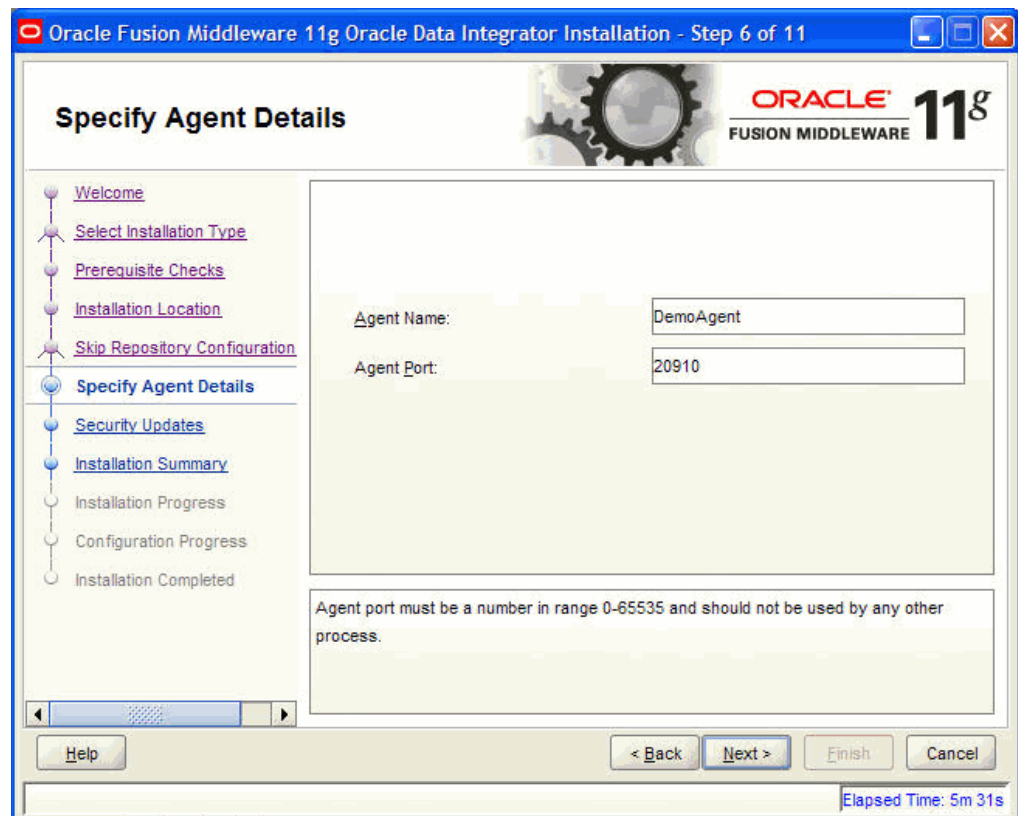 Oracle Fusion Middleware 11g Oracle Data Integrator Installation - Step 6 of 11
Specify Agent Details
ORACLE
FUSION MIDDLEWARE
11g
Welcome
Select Installation Type
Prerequisite Checks
Installation Location
Skip Repository Configuration
Specify Agent Details
Security Updates
Installation Summary
Installation Progress
Configuration Progress
Installation Completed
Agent Name:
DemoAgent
Agent Port:
20910
Agent port must be a number in range 0-65535 and should not be used by any other
process.
Help
< Back
Next >
Finish
Cancel
Elapsed Time: 5m 31s